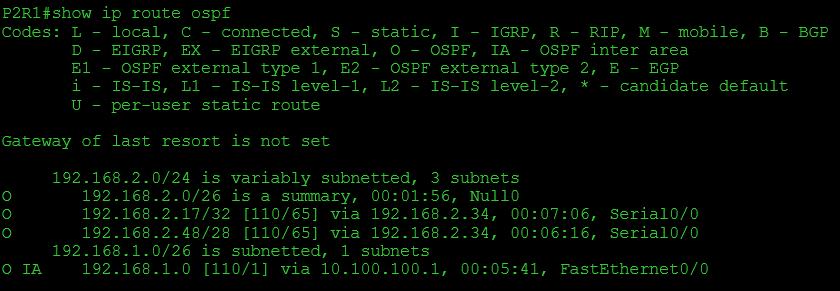 P2R1#show ip route ospf
Codes: L - local, C - connected, S - static, I - IGRP, R - RIP, M - mobile, B - BGP
       D - EIGRP, EX - EIGRP external, O - OSPF, IA - OSPF inter area
       E1 - OSPF external type 1, E2 - OSPF external type 2, E - EGP
       i - IS-IS, L1 - IS-IS level-1, L2 - IS-IS level-2, * - candidate default
       U - per-user static route
Gateway of last resort is not set
     192.168.2.0/24 is variably subnetted, 3 subnets
O       192.168.2.0/26 is a summary, 00:01:56, Null0
O       192.168.2.17/32 [110/65] via 192.168.2.34, 00:07:06, Serial0/0
O       192.168.2.48/28 [110/65] via 192.168.2.34, 00:06:16, Serial0/0
     192.168.1.0/26 is subnetted, 1 subnets
O IA    192.168.1.0 [110/1] via 10.100.100.1, 00:05:41, FastEthernet0/0